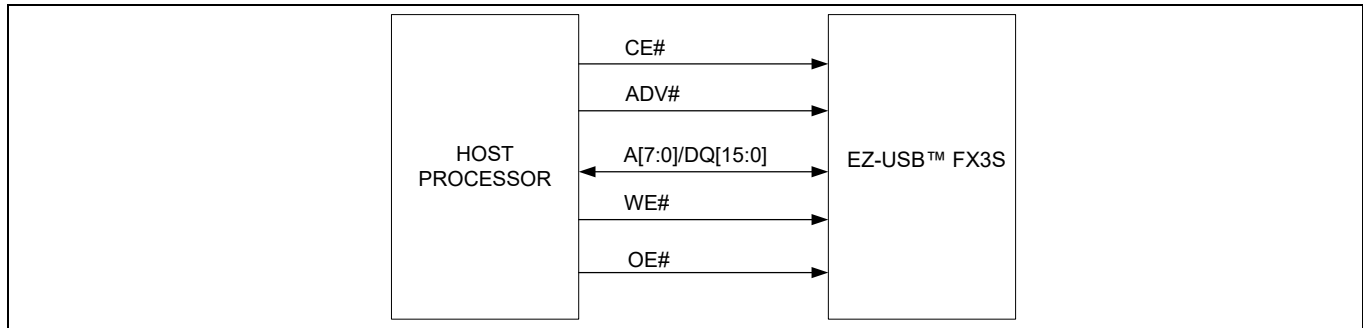 CE#
ADV#
A[7:0]/DQ[15:0]
HOST
PROCESSOR
EZ-USB™ FX3S
WE#
OE#